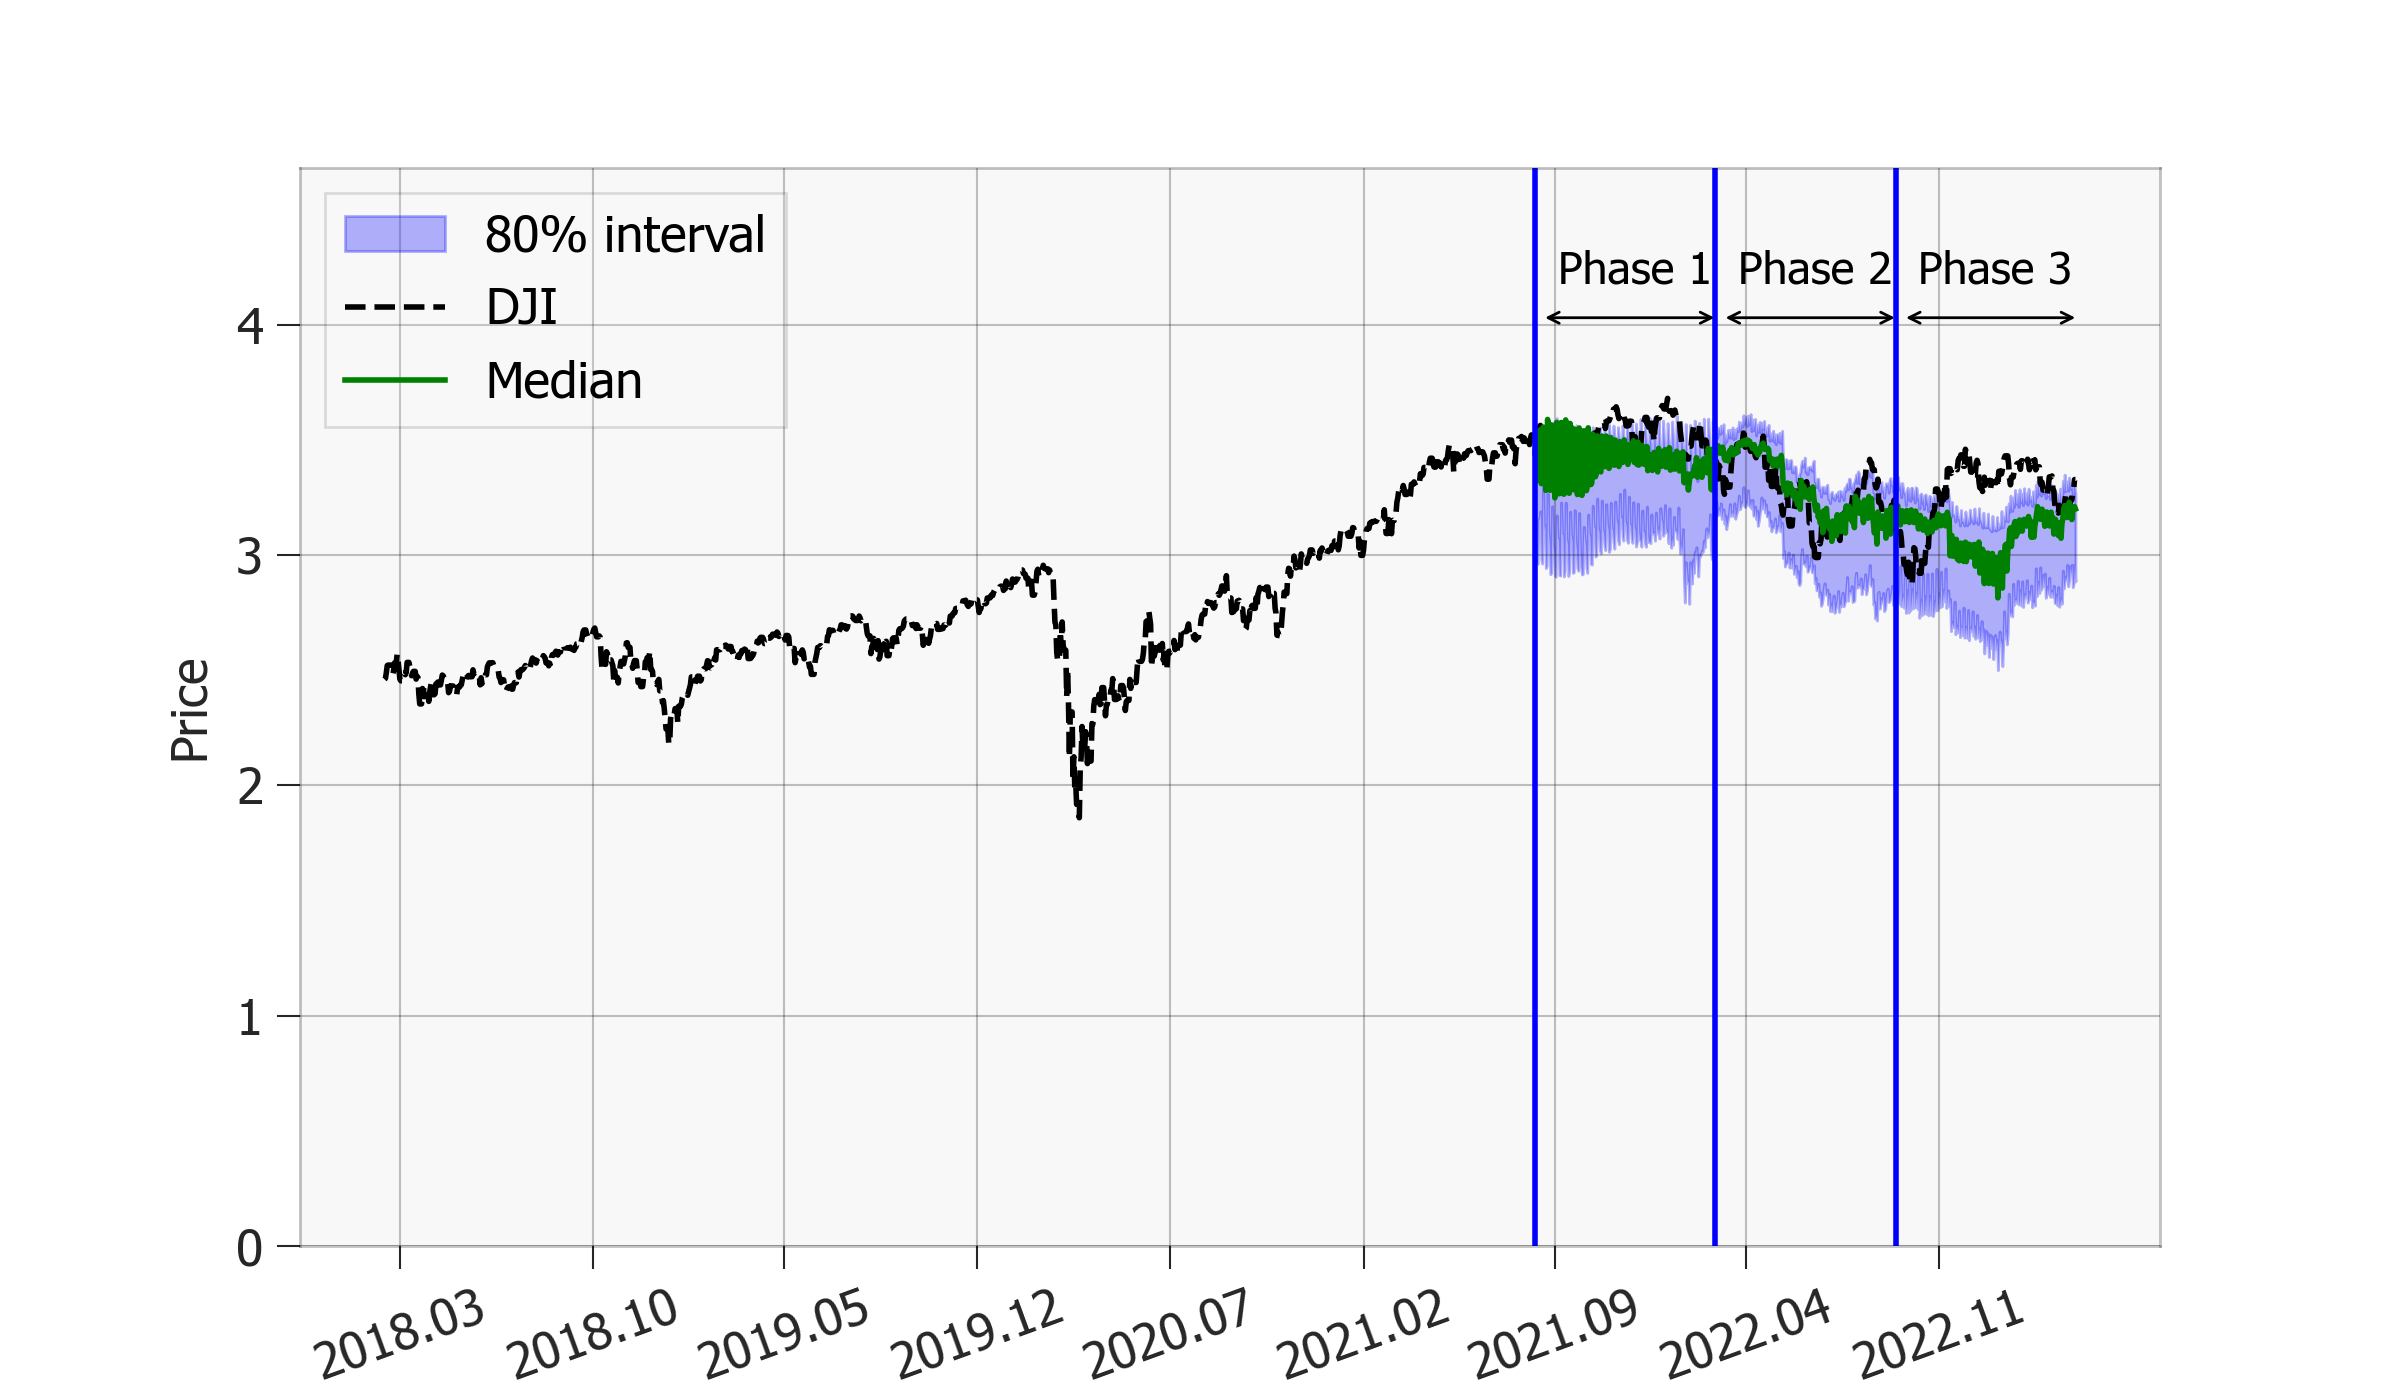 80% interval
DJI
Median
Phase 1
Phase 2
Phase 3
Price
4
3
2
1
0
2018.03
2018.10
2019.05
2019.12
2020.07
2021.02
2021.09
2022.04
2022.11